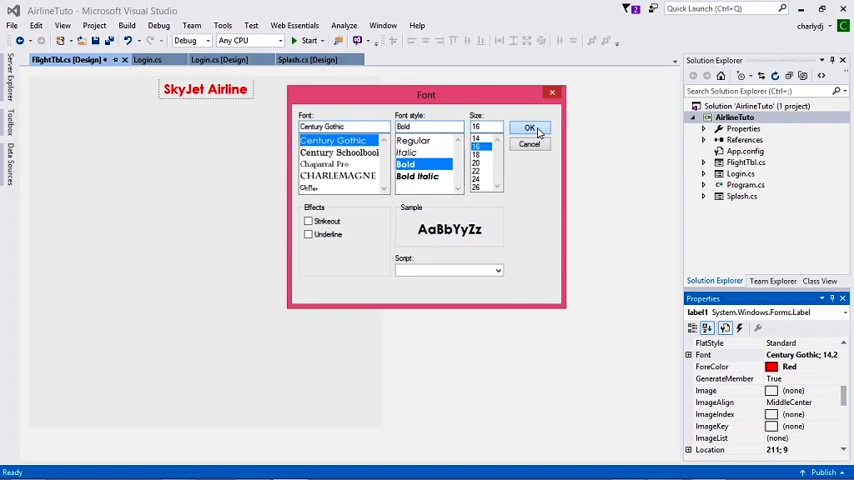 AirlineTuto - Microsoft Visual Studio
Quick Launch (Ctrl+Q)
File Edit View Project Build Debug Team Tools Test Web Essentials Analyze Window Help
charlydj
Debug Any CPU Start
FlightTbl.cs [Design] Login.cs Login.cs [Design] Splash.cs [Design]
Server Explorer
Toolbox
Data Sources
SkyJet Airline
Font
Font:
Century Gothic
Century Gothic
Century Schoolbool
Chaparral Pro
CHARLEMAGNE
Chiller
Font style:
Bold
Regular
Italic
Bold
Bold Italic
Size:
16
14
16
18
20
22
24
26
OK
Cancel
Effects
Strikeout
Underline
Sample
AaBbYyZz
Script:
Solution Explorer
Search Solution Explorer (Ctrl+;)
Solution 'AirlineTuto' (1 project)
AirlineTuto
Properties
References
App.config
FlightTbl.cs
Login.cs
Program.cs
Splash.cs
Solution Explorer Team Explorer Class View
Properties
label1 System.Windows.Forms.Label
FlatStyle Standard
Font Century Gothic; 14,2
ForeColor Red
GenerateMember True
Image (none)
ImageAlign MiddleCenter
ImageIndex (none)
ImageKey (none)
ImageList (none)
Location 211; 9
Ready
Publish